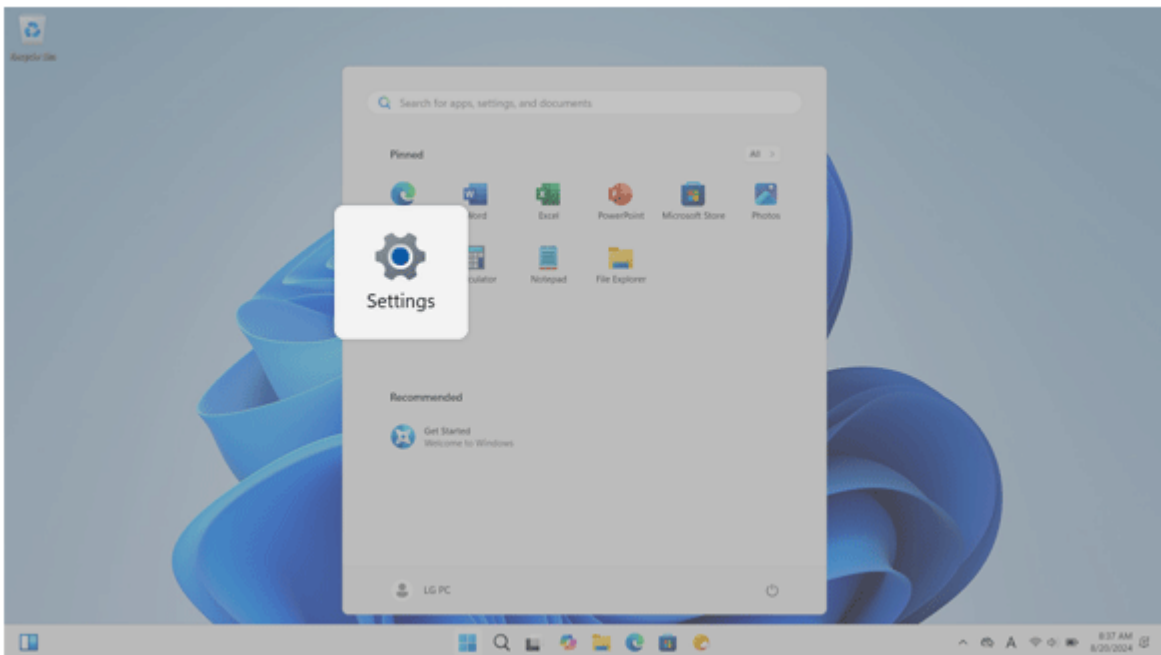 Recycle Bin
Search for apps, settings, and documents
Pinned
All >
Word
Excel
PowerPoint
Microsoft Store
Photos
Settings
culator
Notepad
File Explorer
Recommended
Get Started
Welcome to Windows
LG PC
A
8:37 AM
8/20/2024